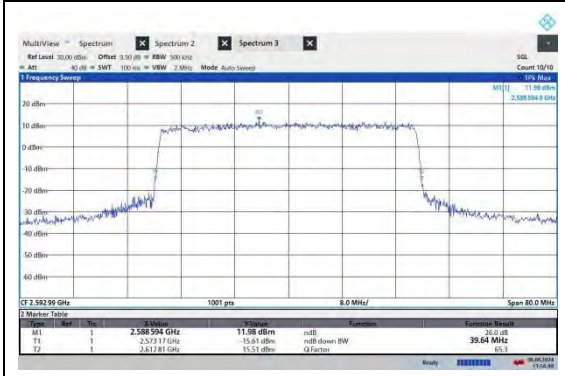 MultiView Spectrum Spectrum 2 Spectrum 3
Ref Level 30.00 dBm Offset 9.50 dB RBW 500 kHz SGL
Att 40 dB SWT 100 ms VBW 2 MHz Mode Auto Sweep Count 10/10
1 Frequency Sweep 1Pk Max
M1[1] 11.98 dBm
2.588 594 0 GHz
M1
20 dBm
10 dBm
0 dBm
-10 dBm
-20 dBm
-30 dBm
-40 dBm
-50 dBm
-60 dBm
CF 2.592 99 GHz 1001 pts 8.0 MHz/ Span 80.0 MHz
2 Marker Table
Type Ref Trc X-Value Y-Value Function Function Result
M1 1 2.588 594 GHz 11.98 dBm ndB 26.0 dB
T1 1 2.573 17 GHz -15.61 dBm ndB down BW 39.64 MHz
T2 1 2.612 81 GHz 15.51 dBm Q Factor 65.3
Ready